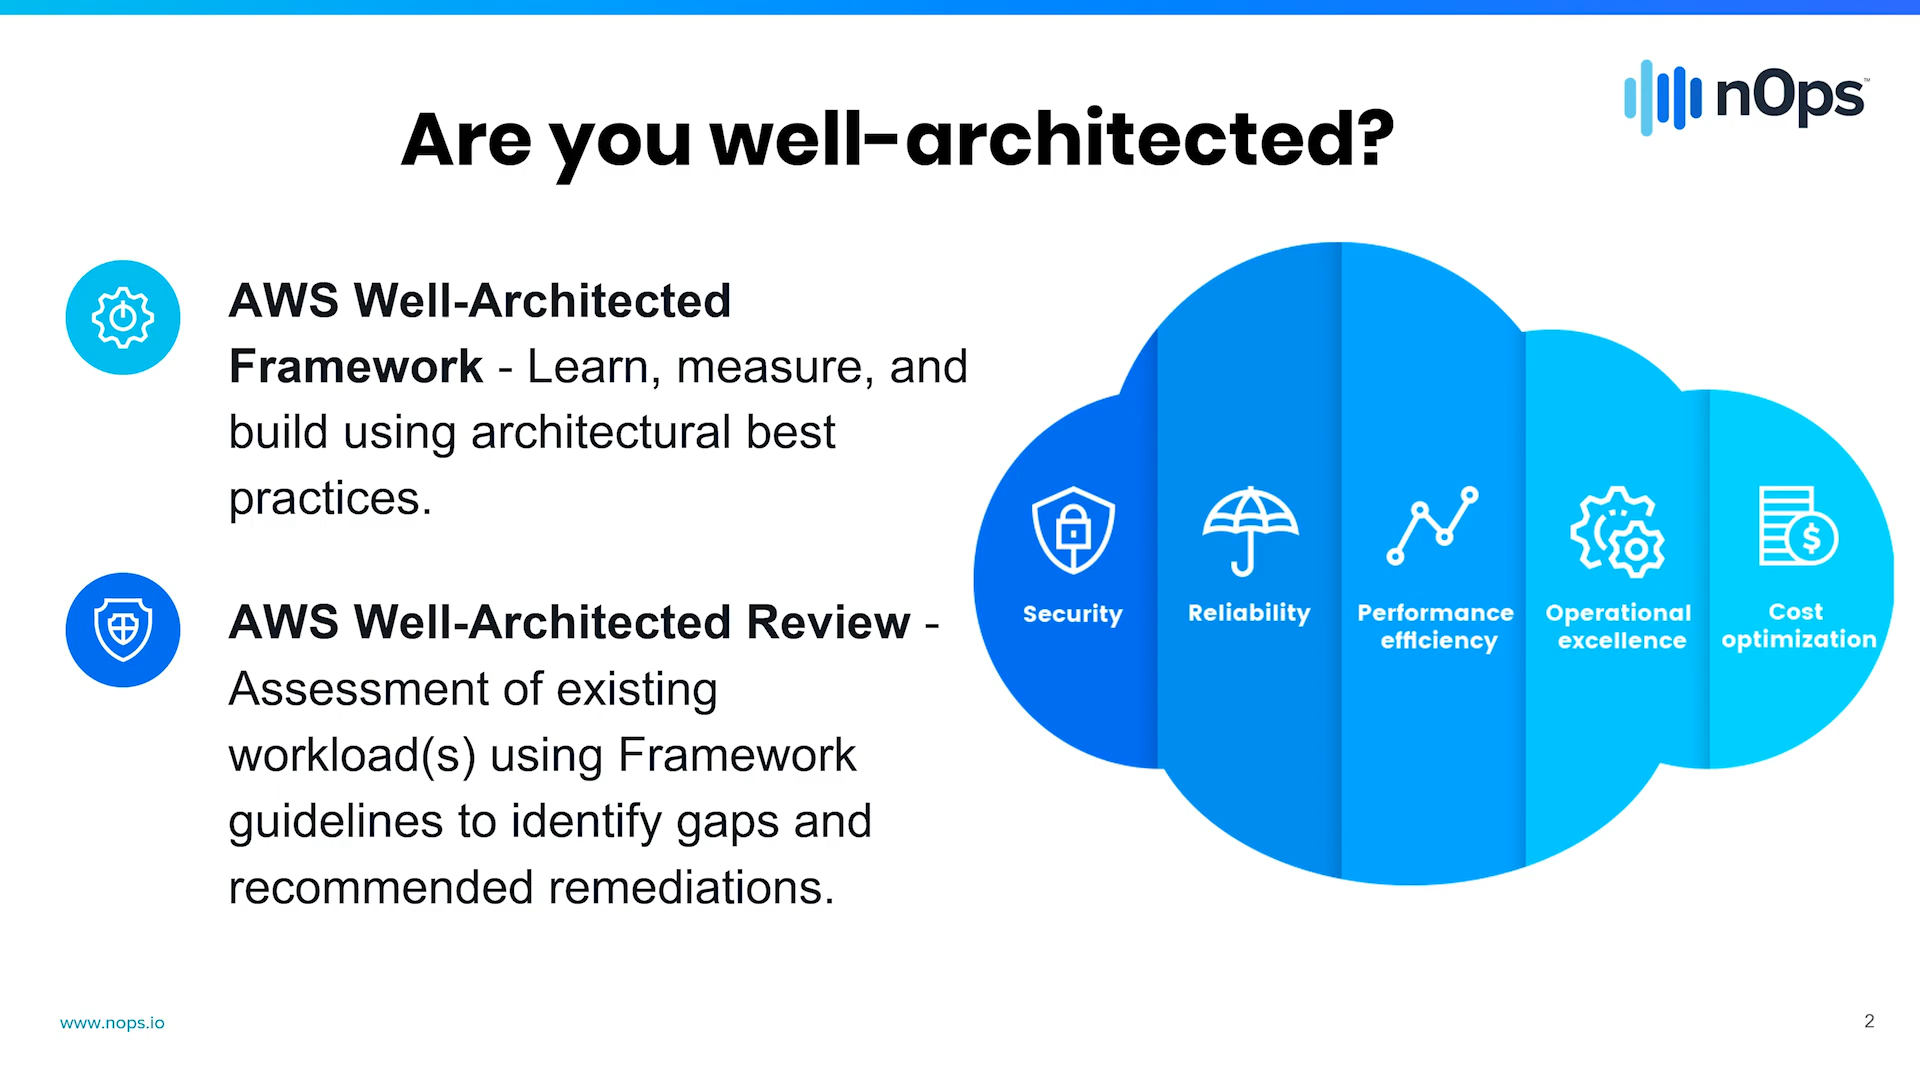 nOps™
Are you well-architected?
AWS Well-Architected
Framework - Learn, measure, and
build using architectural best
practices.
AWS Well-Architected Review -
Assessment of existing
workload(s) using Framework
guidelines to identify gaps and
recommended remediations.
Security
Reliability
Performance
efficiency
Operational
excellence
$
Cost
optimization
www.nops.io
2